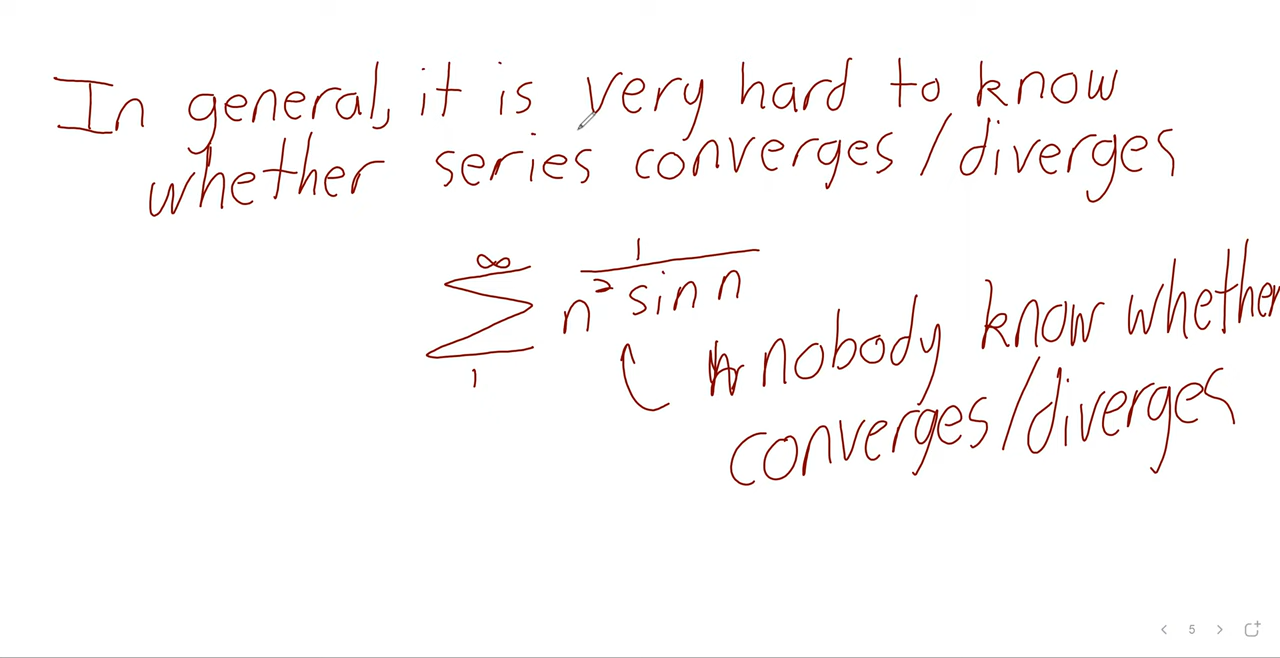 In general, it is very hard to know
whether series converges / diverges
∞
∑ 1 / (n² sin n)
1
nobody know whether
converges / diverges
5